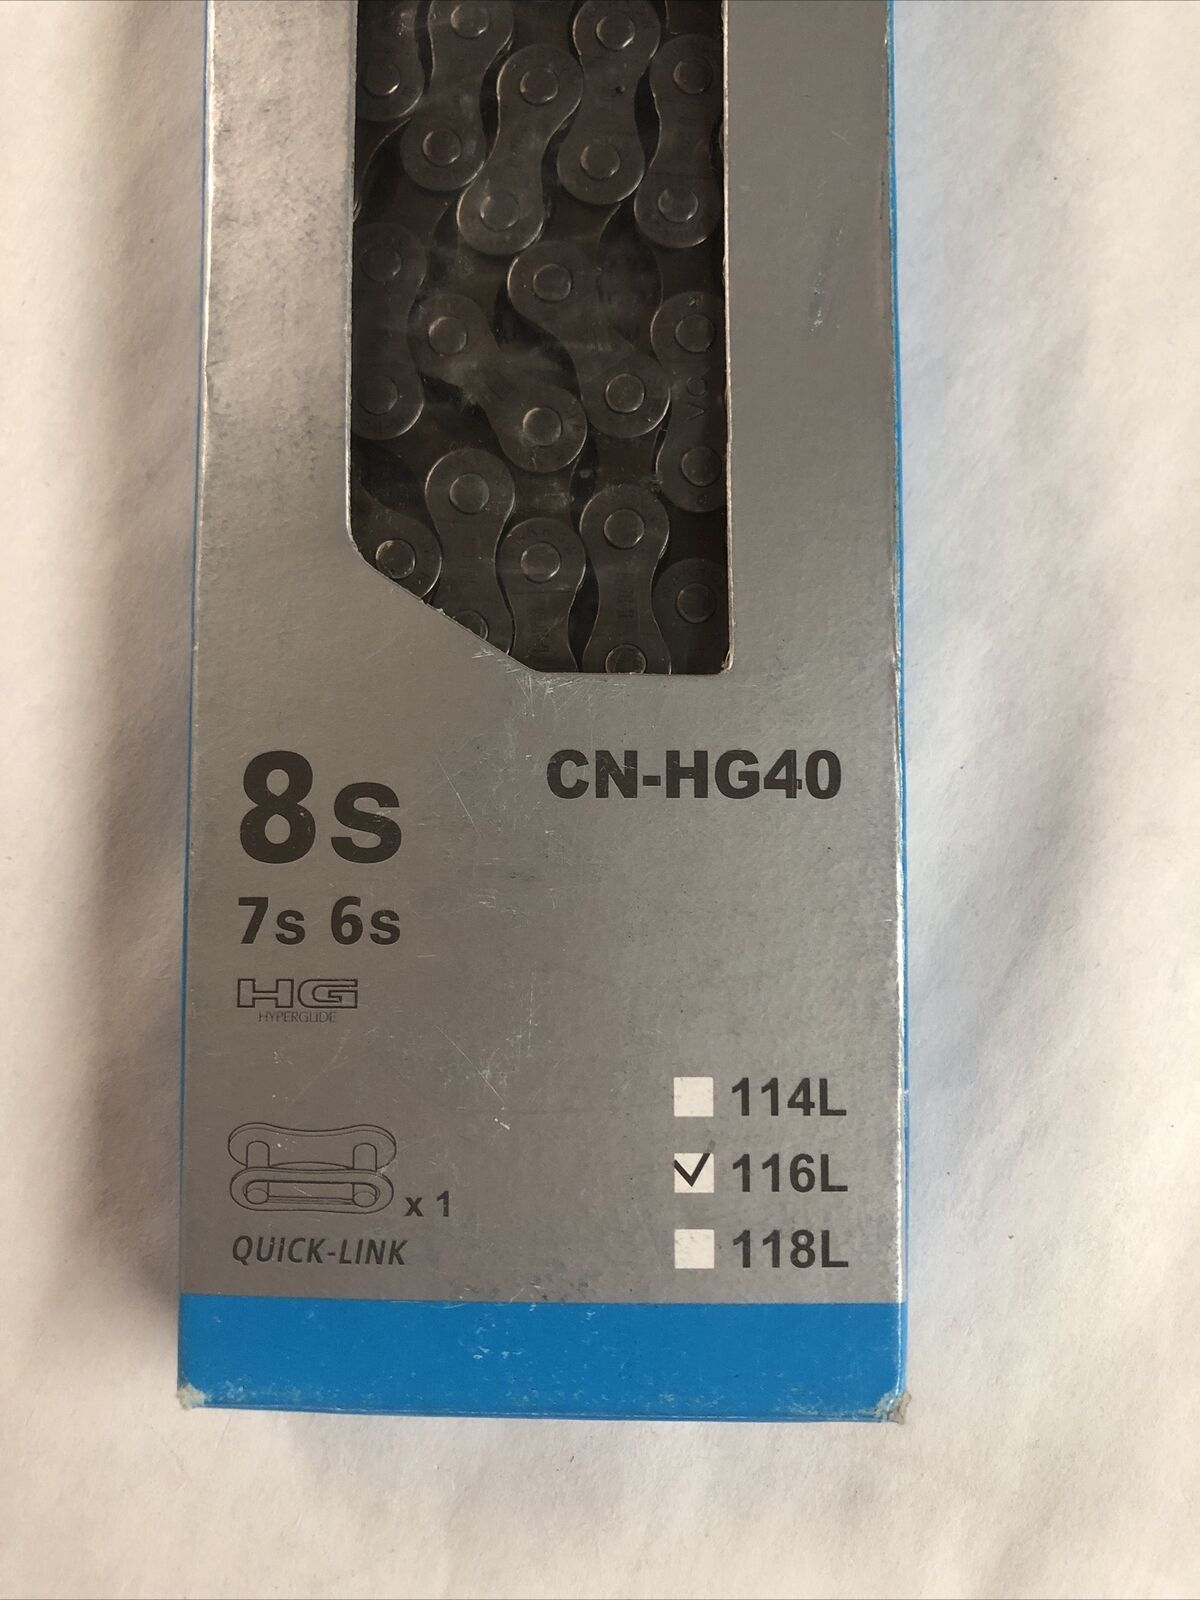 8s
CN-HG40
7s 6s
HG
HYPERGLIDE
114L
116L
x 1
QUICK-LINK
118L